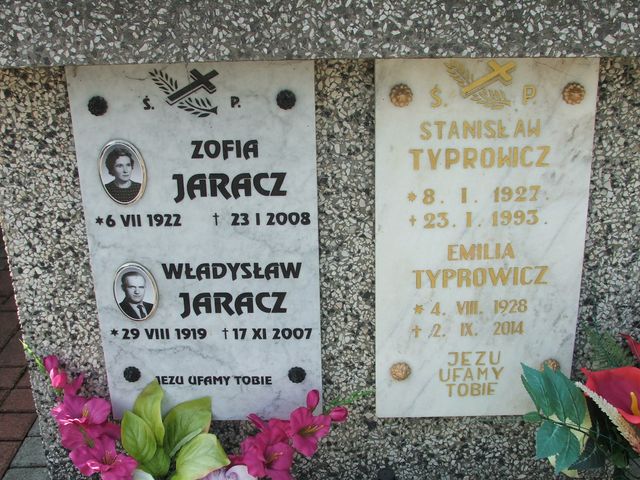 Ś. P.
ZOFIA
JARACZ
*6 VII 1922 † 23 I 2008
WŁADYSŁAW
JARACZ
*29 VIII 1919 †17 XI 2007
JEZU UFAMY TOBIE
Ś. P
STANISŁAW
TYPROWICZ
* 8. I. 1927.
† 23. I. 1993.
EMILIA
TYPROWICZ
* 4. VIII. 1928
† 2. IX. 2014
JEZU
UFAMY
TOBIE